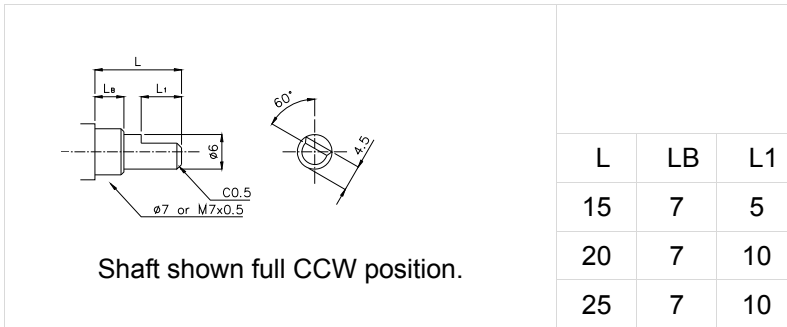 L
LB
L1
60°
4.5
ø6
C0.5
ø7 or M7x0.5
Shaft shown full CCW position.
L LB L1
15 7 5
20 7 10
25 7 10